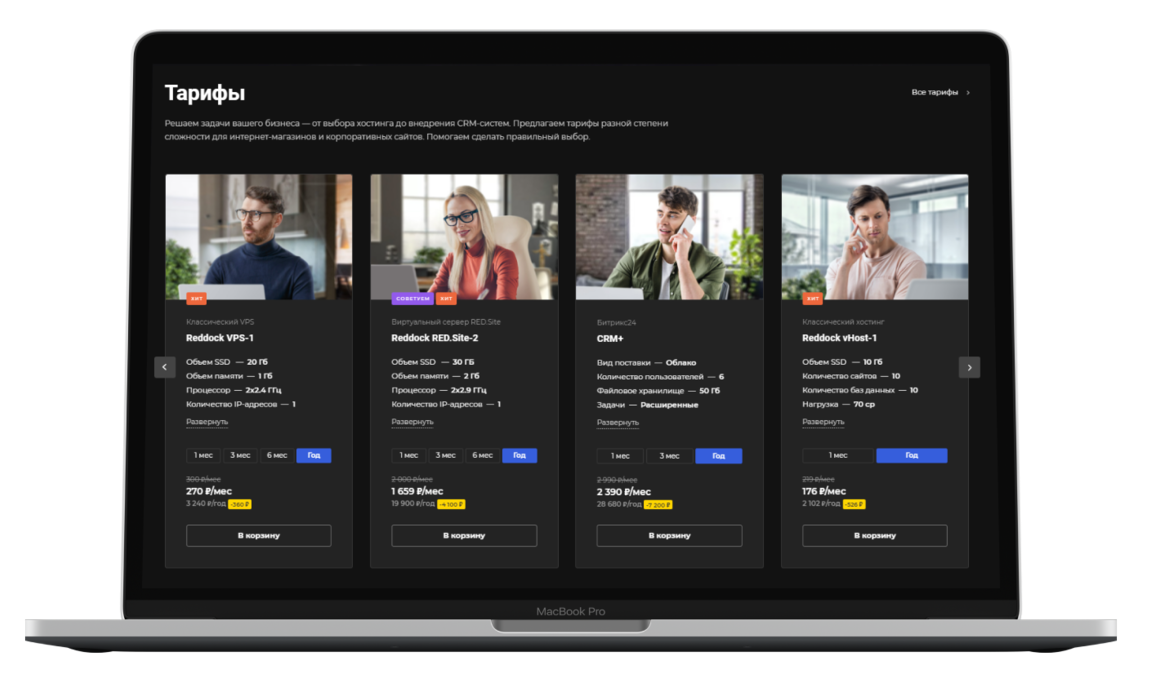 Тарифы
Все тарифы
Решаем задачи вашего бизнеса — от выбора хостинга до внедрения CRM-систем. Предлагаем тарифы разной степени
сложности для интернет-магазинов и корпоративных сайтов. Помогаем сделать правильный выбор.
ХИТ
Классический VPS
Reddock VPS-1
Объем SSD — 20 Гб
Объем памяти — 1 Гб
Процессор — 2х2.4 ГГц
Количество IP-адресов — 1
Развернуть
1 мес 3 мес 6 мес Год
300 ₽/мес
270 ₽/мес
3 240 ₽/год -360 ₽
В корзину
СОВЕТУЕМ ХИТ
Виртуальный сервер RED.Site
Reddock RED.Site-2
Объем SSD — 30 ГБ
Объем памяти — 2 Гб
Процессор — 2х2.9 ГГц
Количество IP-адресов — 1
Развернуть
1 мес 3 мес 6 мес Год
2 000 ₽/мес
1 659 ₽/мес
19 900 ₽/год -4 100 ₽
В корзину
Битрикс24
CRM+
Вид поставки — Облако
Количество пользователей — 6
Файловое хранилище — 50 Гб
Задачи — Расширенные
Развернуть
1 мес 3 мес Год
2 990 ₽/мес
2 390 ₽/мес
28 680 ₽/год -7 200 ₽
В корзину
ХИТ
Классический хостинг
Reddock vHost-1
Объем SSD — 10 Гб
Количество сайтов — 10
Количество баз данных — 10
Нагрузка — 70 cp
Развернуть
1 мес Год
219 ₽/мес
176 ₽/мес
2 102 ₽/год -526 ₽
В корзину
MacBook Pro